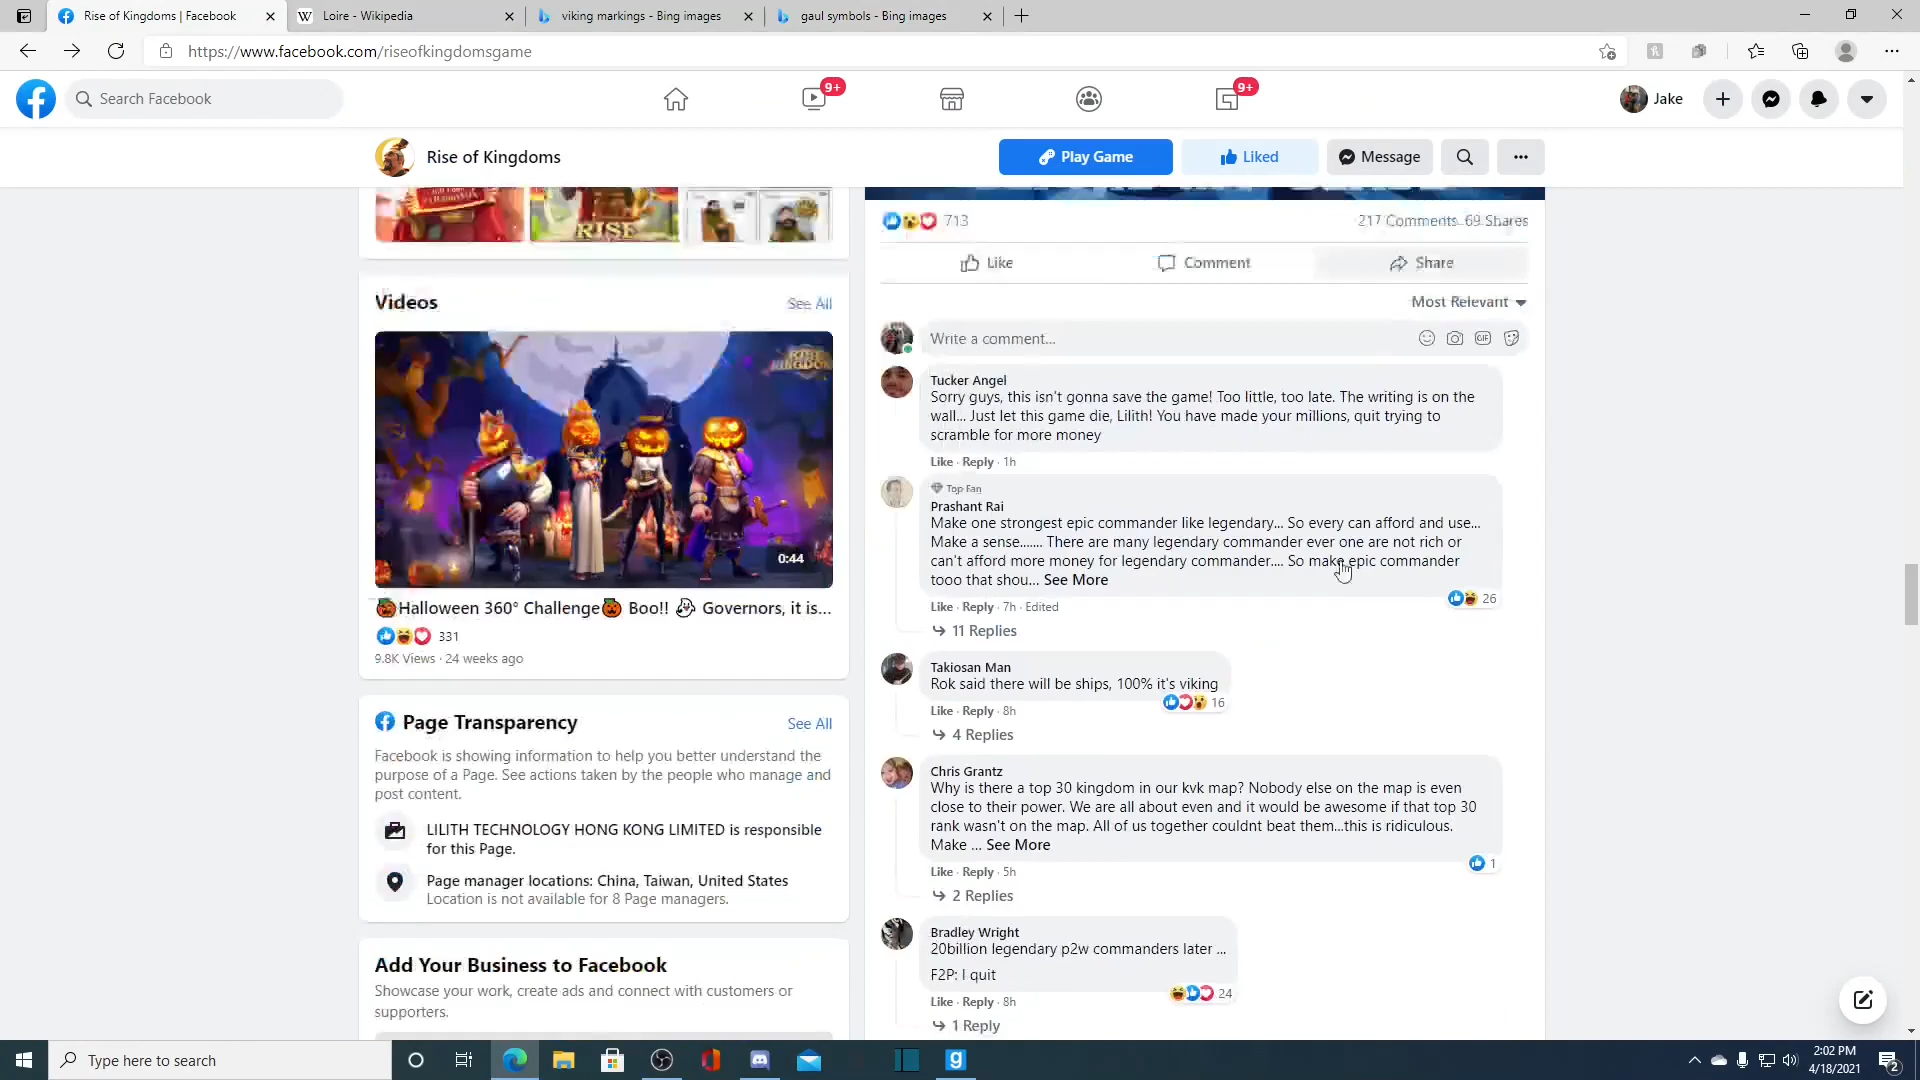 Rise of Kingdoms | Facebook
Loire - Wikipedia
viking markings - Bing images
gaul symbols - Bing images
https://www.facebook.com/riseofkingdomsgame
Search Facebook
9+
9+
Jake
Rise of Kingdoms
Play Game
Liked
Message
RISE
Videos
See All
0:44
Halloween 360° Challenge Boo!! Governors, it is...
331
9.8K Views · 24 weeks ago
Page Transparency
See All
Facebook is showing information to help you better understand the
purpose of a Page. See actions taken by the people who manage and
post content.
LILITH TECHNOLOGY HONG KONG LIMITED is responsible
for this Page.
Page manager locations: China, Taiwan, United States
Location is not available for 8 Page managers.
Add Your Business to Facebook
Showcase your work, create ads and connect with customers or
supporters.
713
217 Comments 69 Shares
Like
Comment
Share
Most Relevant
Write a comment...
GIF
Tucker Angel
Sorry guys, this isn't gonna save the game! Too little, too late. The writing is on the
wall... Just let this game die, Lilith! You have made your millions, quit trying to
scramble for more money
Like · Reply · 1h
Top Fan
Prashant Rai
Make one strongest epic commander like legendary... So every can afford and use...
Make a sense....... There are many legendary commander ever one are not rich or
can't afford more money for legendary commander.... So make epic commander
tooo that shou... See More
26
Like · Reply · 7h · Edited
11 Replies
Takiosan Man
Rok said there will be ships, 100% it's viking
16
Like · Reply · 8h
4 Replies
Chris Grantz
Why is there a top 30 kingdom in our kvk map? Nobody else on the map is even
close to their power. We are all about even and it would be awesome if that top 30
rank wasn't on the map. All of us together couldnt beat them...this is ridiculous.
Make ... See More
1
Like · Reply · 5h
2 Replies
Bradley Wright
20billion legendary p2w commanders later ...
F2P: I quit
24
Like · Reply · 8h
1 Reply
Type here to search
2:02 PM
4/18/2021
2